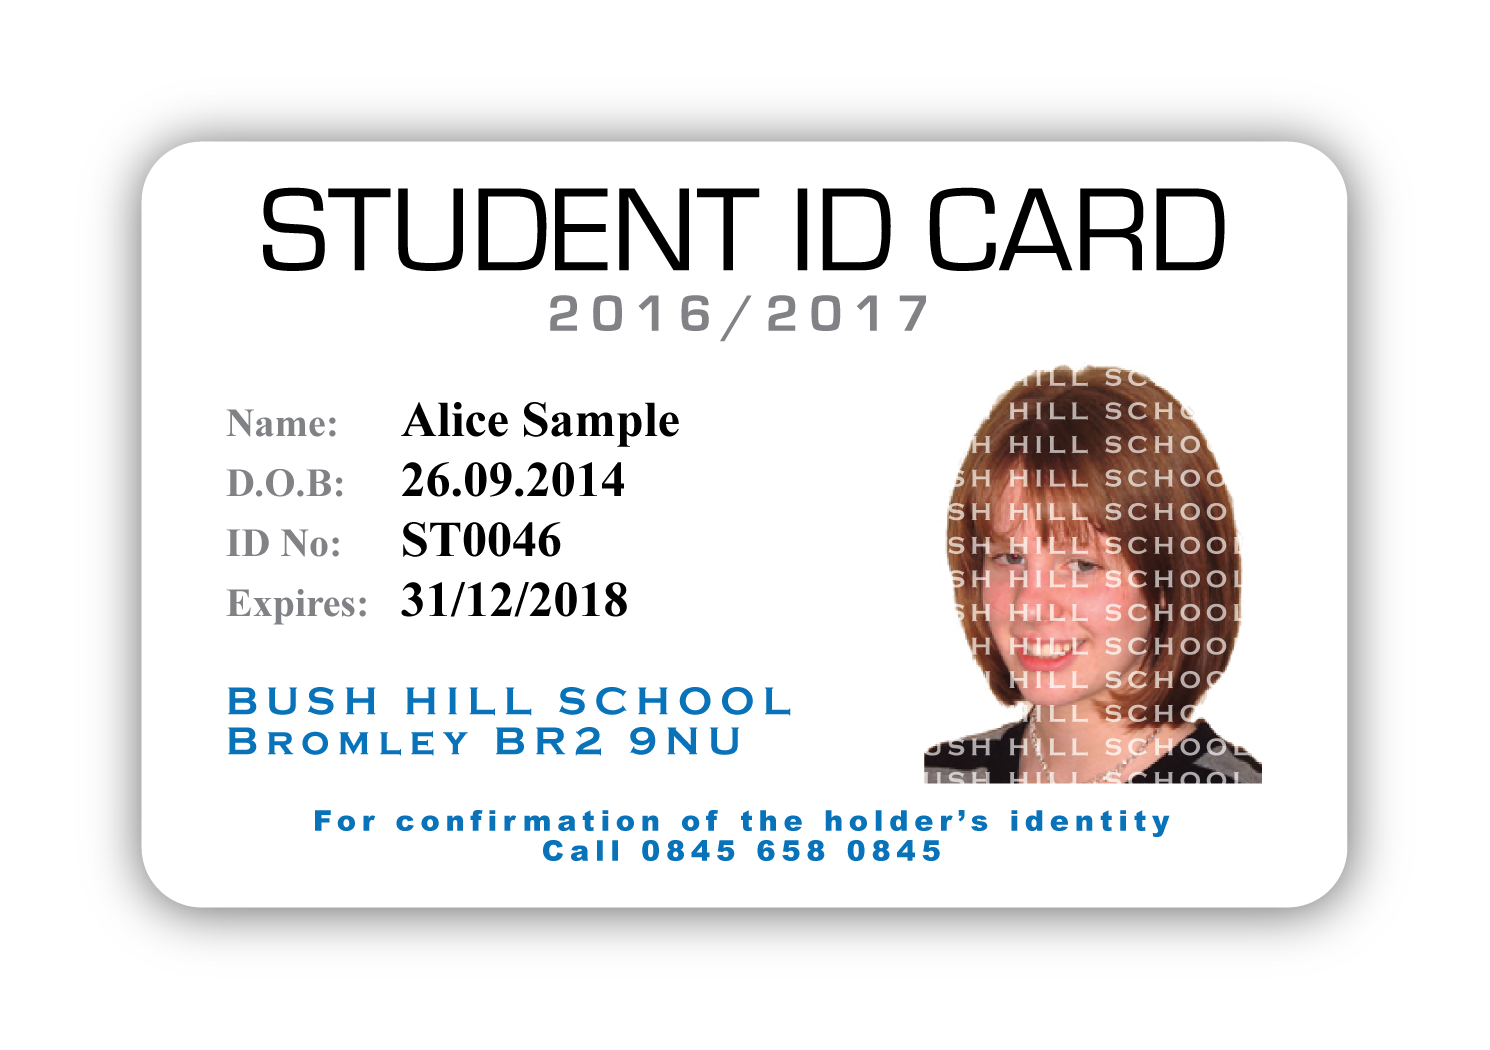 STUDENT ID CARD
2016/2017
Name: Alice Sample
D.O.B: 26.09.2014
ID No: ST0046
Expires: 31/12/2018
BUSH HILL SCHOOL
BROMLEY BR2 9NU
HILL SC
HILL SCHO
H HILL SCHO
SH HILL SCHOO
SH HILL SCHOO
SH HILL SCHOOL
SH HILL SCHOOL
SH HILL SCHOOL
H HILL SCHOO
HILL SCHOO
HILL SCHO
USH HILL SCHOOL
USH HILL SCHOOL
For confirmation of the holder’s identity
Call 0845 658 0845